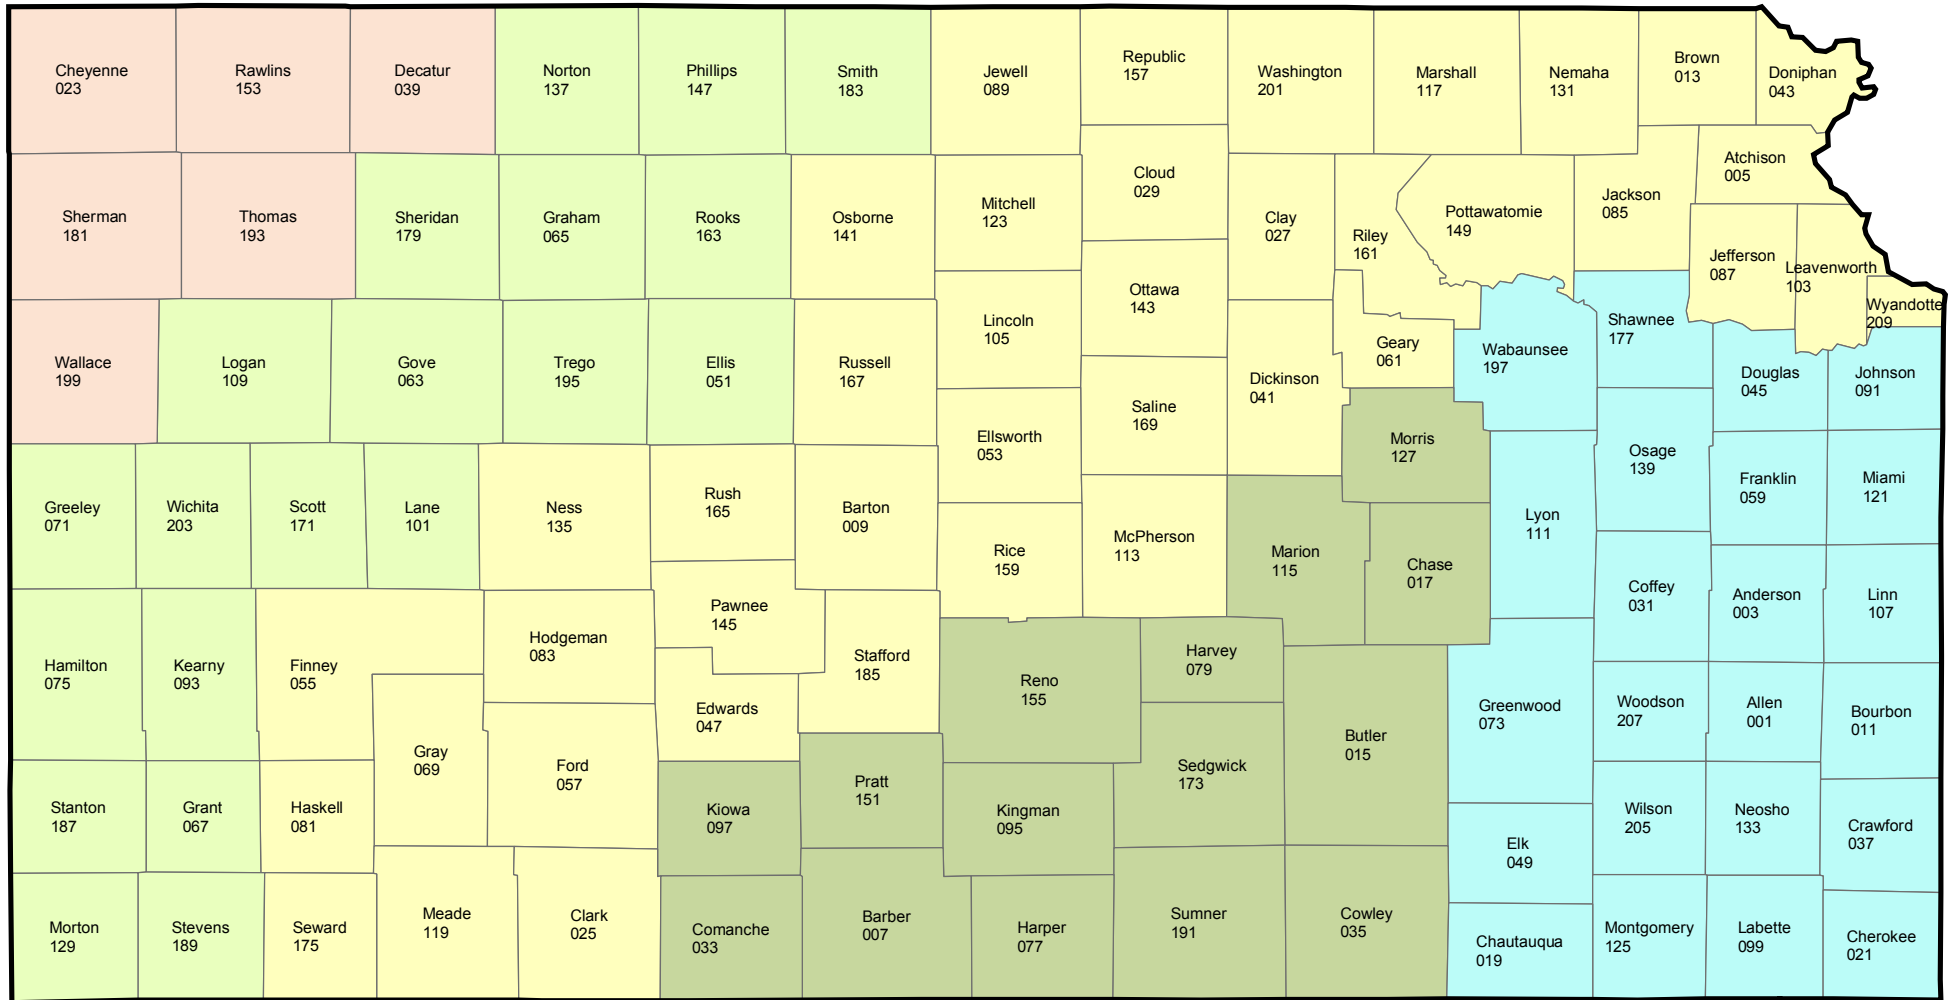 Cheyenne
023
Rawlins
153
Decatur
039
Norton
137
Phillips
147
Smith
183
Jewell
089
Republic
157
Washington
201
Marshall
117
Nemaha
131
Brown
013
Doniphan
043
Sherman
181
Thomas
193
Sheridan
179
Graham
065
Rooks
163
Osborne
141
Mitchell
123
Cloud
029
Clay
027
Riley
161
Pottawatomie
149
Jackson
085
Atchison
005
Jefferson
087
Leavenworth
103
Wyandotte
209
Wallace
199
Logan
109
Gove
063
Trego
195
Ellis
051
Russell
167
Lincoln
105
Ottawa
143
Dickinson
041
Geary
061
Wabaunsee
197
Shawnee
177
Douglas
045
Johnson
091
Ellsworth
053
Saline
169
Morris
127
Osage
139
Franklin
059
Miami
121
Greeley
071
Wichita
203
Scott
171
Lane
101
Ness
135
Rush
165
Barton
009
Rice
159
McPherson
113
Marion
115
Chase
017
Lyon
111
Coffey
031
Anderson
003
Linn
107
Hamilton
075
Kearny
093
Finney
055
Hodgeman
083
Pawnee
145
Stafford
185
Edwards
047
Reno
155
Harvey
079
Butler
015
Greenwood
073
Woodson
207
Allen
001
Bourbon
011
Gray
069
Ford
057
Stanton
187
Grant
067
Haskell
081
Kiowa
097
Pratt
151
Kingman
095
Sedgwick
173
Elk
049
Wilson
205
Neosho
133
Crawford
037
Morton
129
Stevens
189
Seward
175
Meade
119
Clark
025
Comanche
033
Barber
007
Harper
077
Sumner
191
Cowley
035
Chautauqua
019
Montgomery
125
Labette
099
Cherokee
021